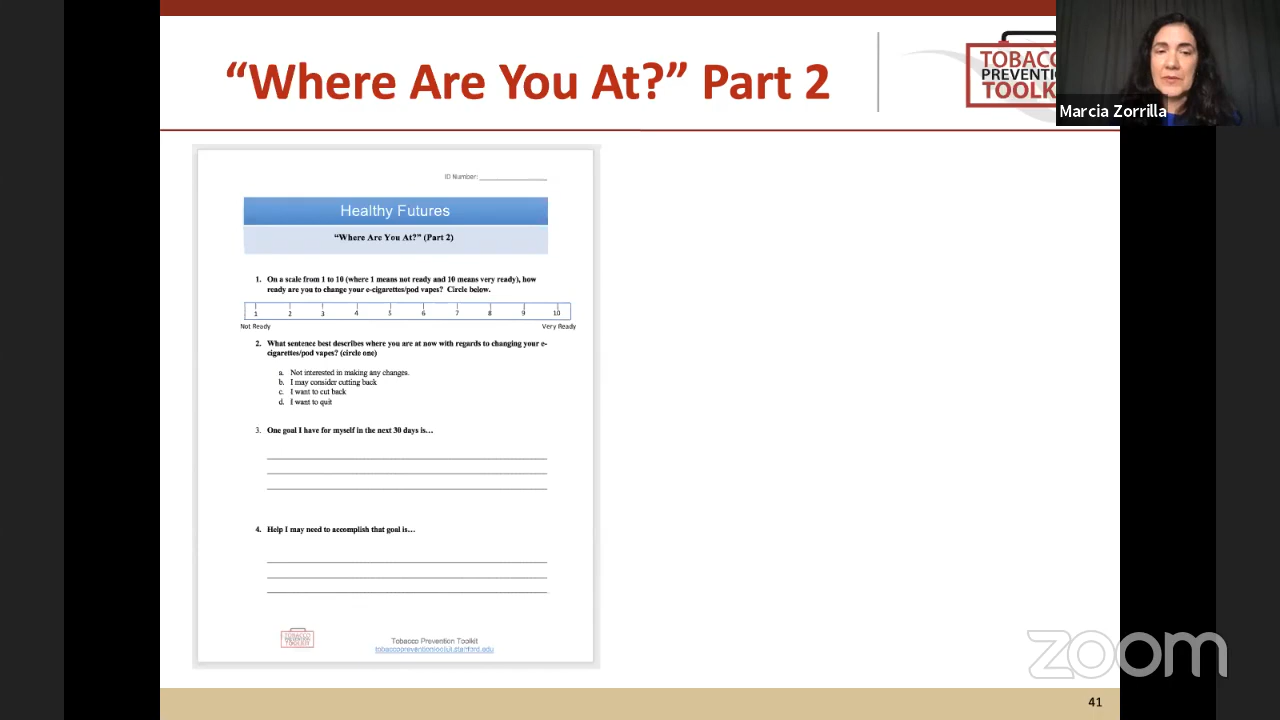 “Where Are You At?” Part 2
TOBACC
PREVENTIO
TOOLK
Marcia Zorrilla
ID Number:
Healthy Futures
“Where Are You At?” (Part 2)
1. On a scale from 1 to 10 (where 1 means not ready and 10 means very ready), how
ready are you to change your e-cigarettes/pod vapes? Circle below.
1 2 3 4 5 6 7 8 9 10
Not Ready Very Ready
2. What sentence best describes where you are at now with regards to changing your e-
cigarettes/pod vapes? (circle one)
a. Not interested in making any changes.
b. I may consider cutting back
c. I want to cut back
d. I want to quit
3. One goal I have for myself in the next 30 days is…
4. Help I may need to accomplish that goal is…
TOBACCO
PREVENTION
TOOLKIT
Tobacco Prevention Toolkit
tobaccopreventiontoolkit.stanford.edu
zoom
41